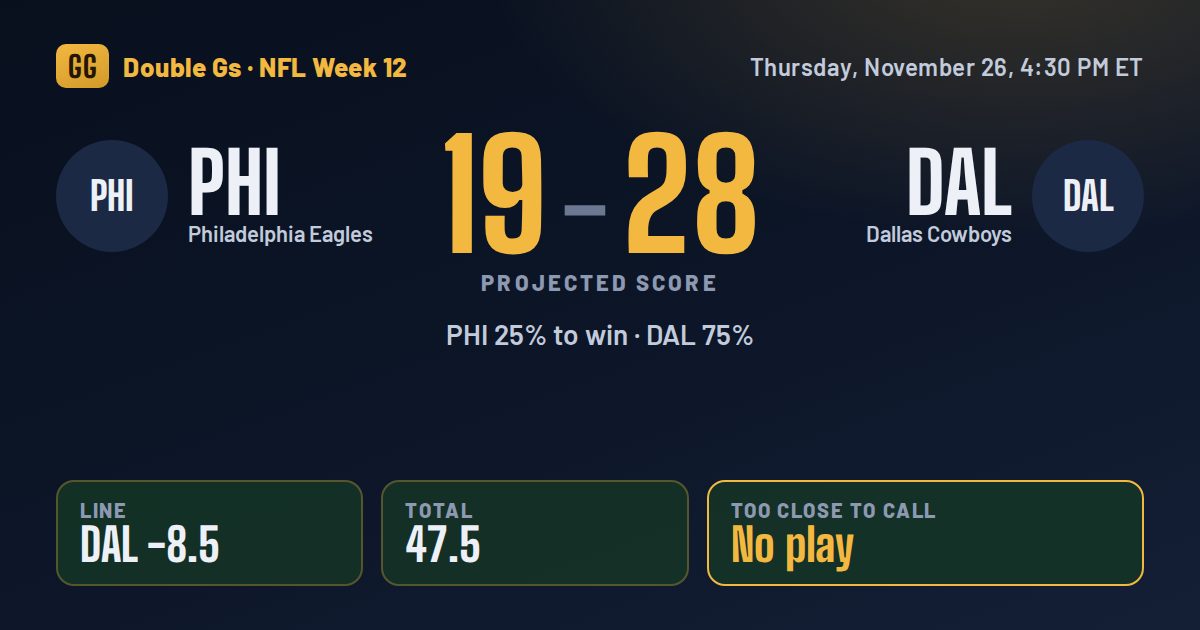 GG
Double Gs · NFL Week 12
Thursday, November 26, 4:30 PM ET
PHI
PHI
Philadelphia Eagles
19 – 28
PROJECTED SCORE
PHI 25% to win · DAL 75%
DAL
Dallas Cowboys
DAL
LINE
DAL −8.5
TOTAL
47.5
TOO CLOSE TO CALL
No play